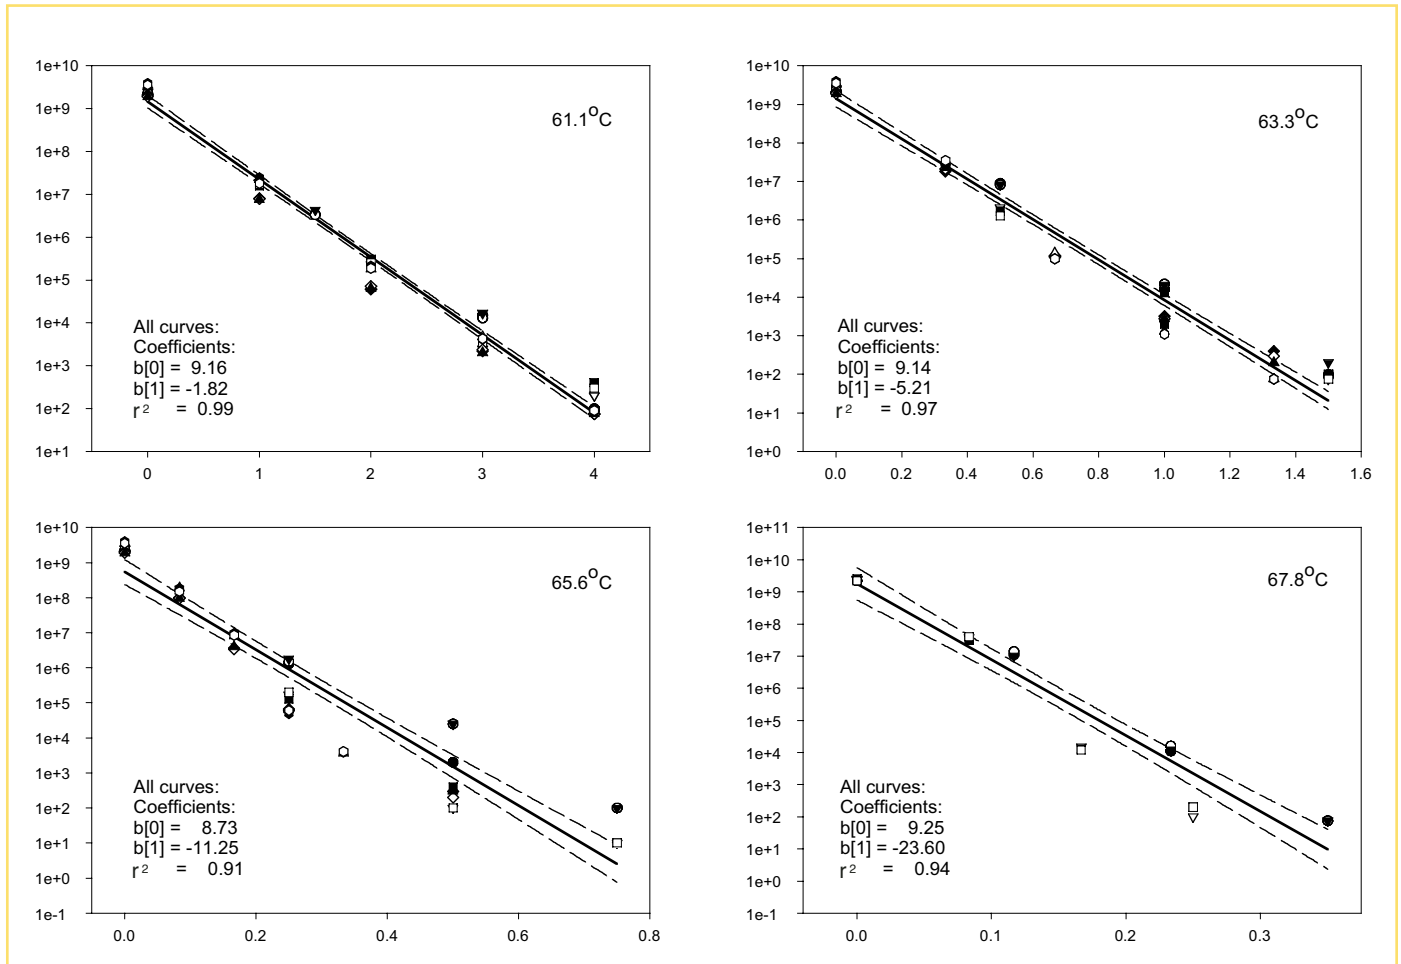 1e+10
1e+9
1e+8
1e+7
1e+6
1e+5
1e+4
1e+3
1e+2
1e+1
61.1°C
All curves:
Coefficients:
b[0] = 9.16
b[1] = -1.82
r² = 0.99
0 1 2 3 4
1e+10
1e+9
1e+8
1e+7
1e+6
1e+5
1e+4
1e+3
1e+2
1e+1
1e+0
63.3°C
All curves:
Coefficients:
b[0] = 9.14
b[1] = -5.21
r² = 0.97
0.0 0.2 0.4 0.6 0.8 1.0 1.2 1.4 1.6
1e+10
1e+9
1e+8
1e+7
1e+6
1e+5
1e+4
1e+3
1e+2
1e+1
1e+0
1e-1
65.6°C
All curves:
Coefficients:
b[0] = 8.73
b[1] = -11.25
r² = 0.91
0.0 0.2 0.4 0.6 0.8
1e+11
1e+10
1e+9
1e+8
1e+7
1e+6
1e+5
1e+4
1e+3
1e+2
1e+1
1e+0
1e-1
67.8°C
All curves:
Coefficients:
b[0] = 9.25
b[1] = -23.60
r² = 0.94
0.0 0.1 0.2 0.3